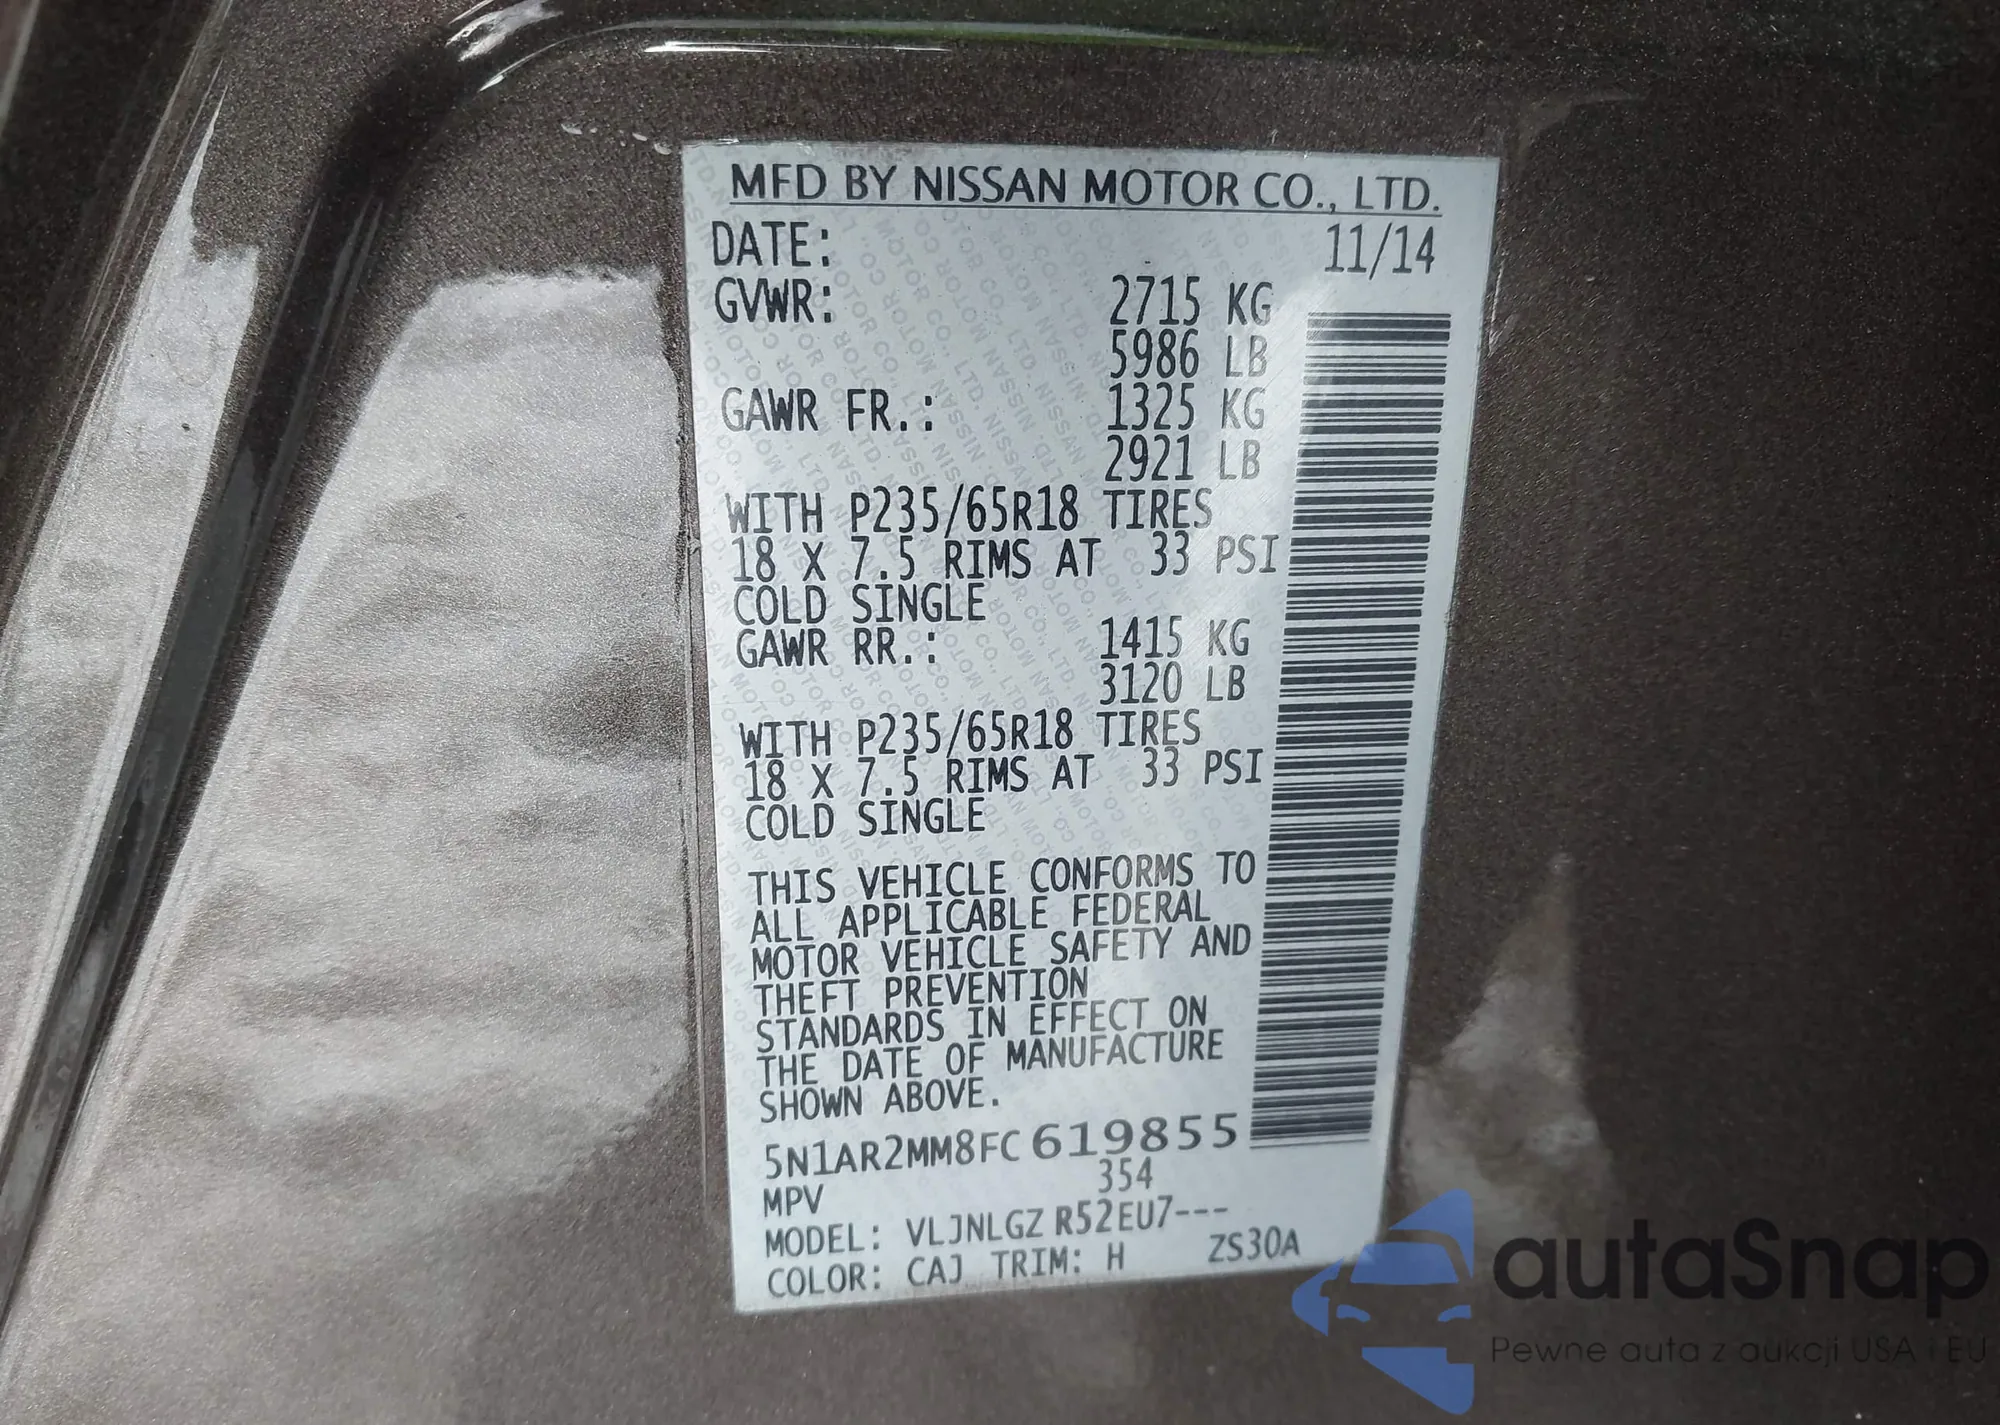 MFD BY NISSAN MOTOR CO., LTD.
DATE: 11/14
GVWR: 2715 KG
5986 LB
GAWR FR.: 1325 KG
2921 LB
WITH P235/65R18 TIRES
18 X 7.5 RIMS AT 33 PSI
COLD SINGLE
GAWR RR.: 1415 KG
3120 LB
WITH P235/65R18 TIRES
18 X 7.5 RIMS AT 33 PSI
COLD SINGLE
THIS VEHICLE CONFORMS TO
ALL APPLICABLE FEDERAL
MOTOR VEHICLE SAFETY AND
THEFT PREVENTION
STANDARDS IN EFFECT ON
THE DATE OF MANUFACTURE
SHOWN ABOVE.
5N1AR2MM8FC619855
MPV 354
MODEL: VLJNLGZ R52EU7---
COLOR: CAJ TRIM: H ZS30A
autaSnap
Pewne auta z aukcji USA i EU